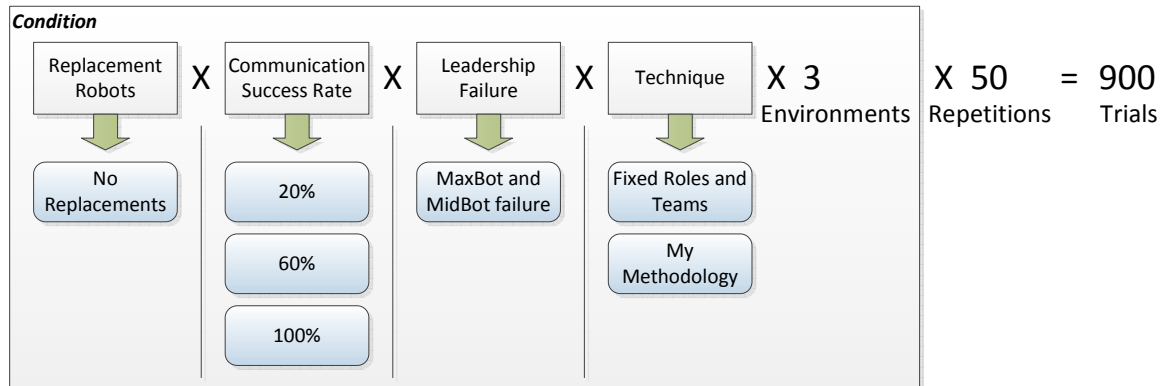 Condition
Replacement
Robots
X
Communication
Success Rate
X
Leadership
Failure
X
Technique
X 3
Environments
X 50
Repetitions
= 900
Trials
No
Replacements
20%
60%
100%
MaxBot and
MidBot failure
Fixed Roles and
Teams
My
Methodology